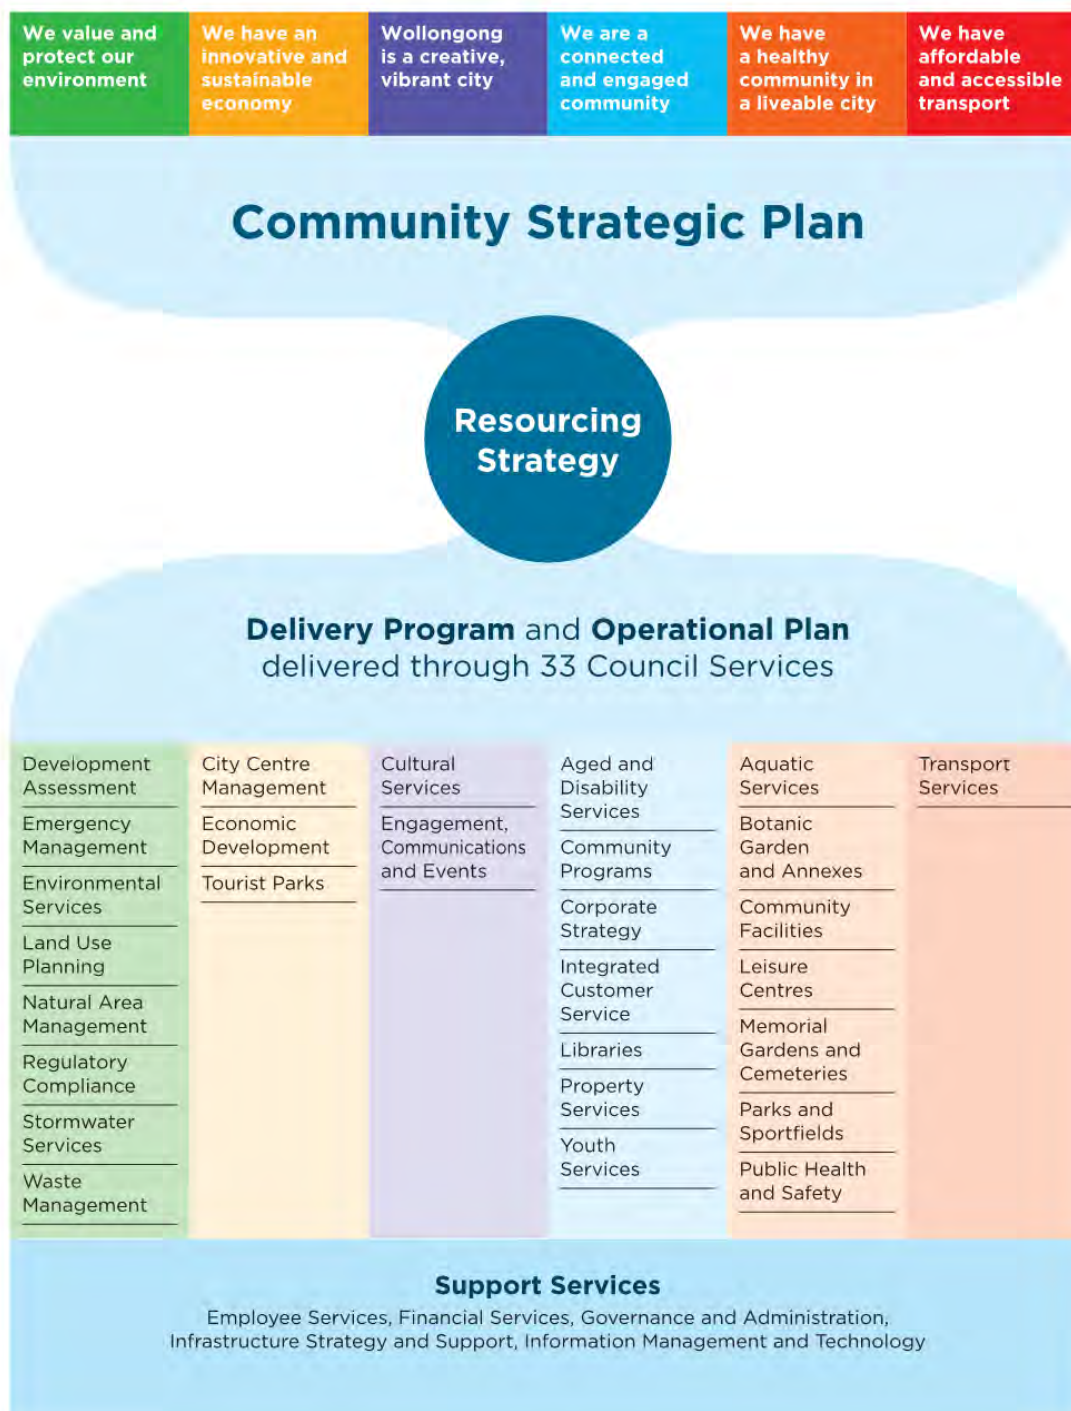 We value and
protect our
environment
We have an
innovative and
sustainable
economy
Wollongong
is a creative,
vibrant city
We are a
connected
and engaged
community
We have
a healthy
community in
a liveable city
We have
affordable
and accessible
transport
Community Strategic Plan
Resourcing
Strategy
Delivery Program and Operational Plan
delivered through 33 Council Services
Development
Assessment
Emergency
Management
Environmental
Services
Land Use
Planning
Natural Area
Management
Regulatory
Compliance
Stormwater
Services
Waste
Management
City Centre
Management
Economic
Development
Tourist Parks
Cultural
Services
Engagement,
Communications
and Events
Aged and
Disability
Services
Community
Programs
Corporate
Strategy
Integrated
Customer
Service
Libraries
Property
Services
Youth
Services
Aquatic
Services
Botanic
Garden
and Annexes
Community
Facilities
Leisure
Centres
Memorial
Gardens and
Cemeteries
Parks and
Sportfields
Public Health
and Safety
Transport
Services
Support Services
Employee Services, Financial Services, Governance and Administration,
Infrastructure Strategy and Support, Information Management and Technology